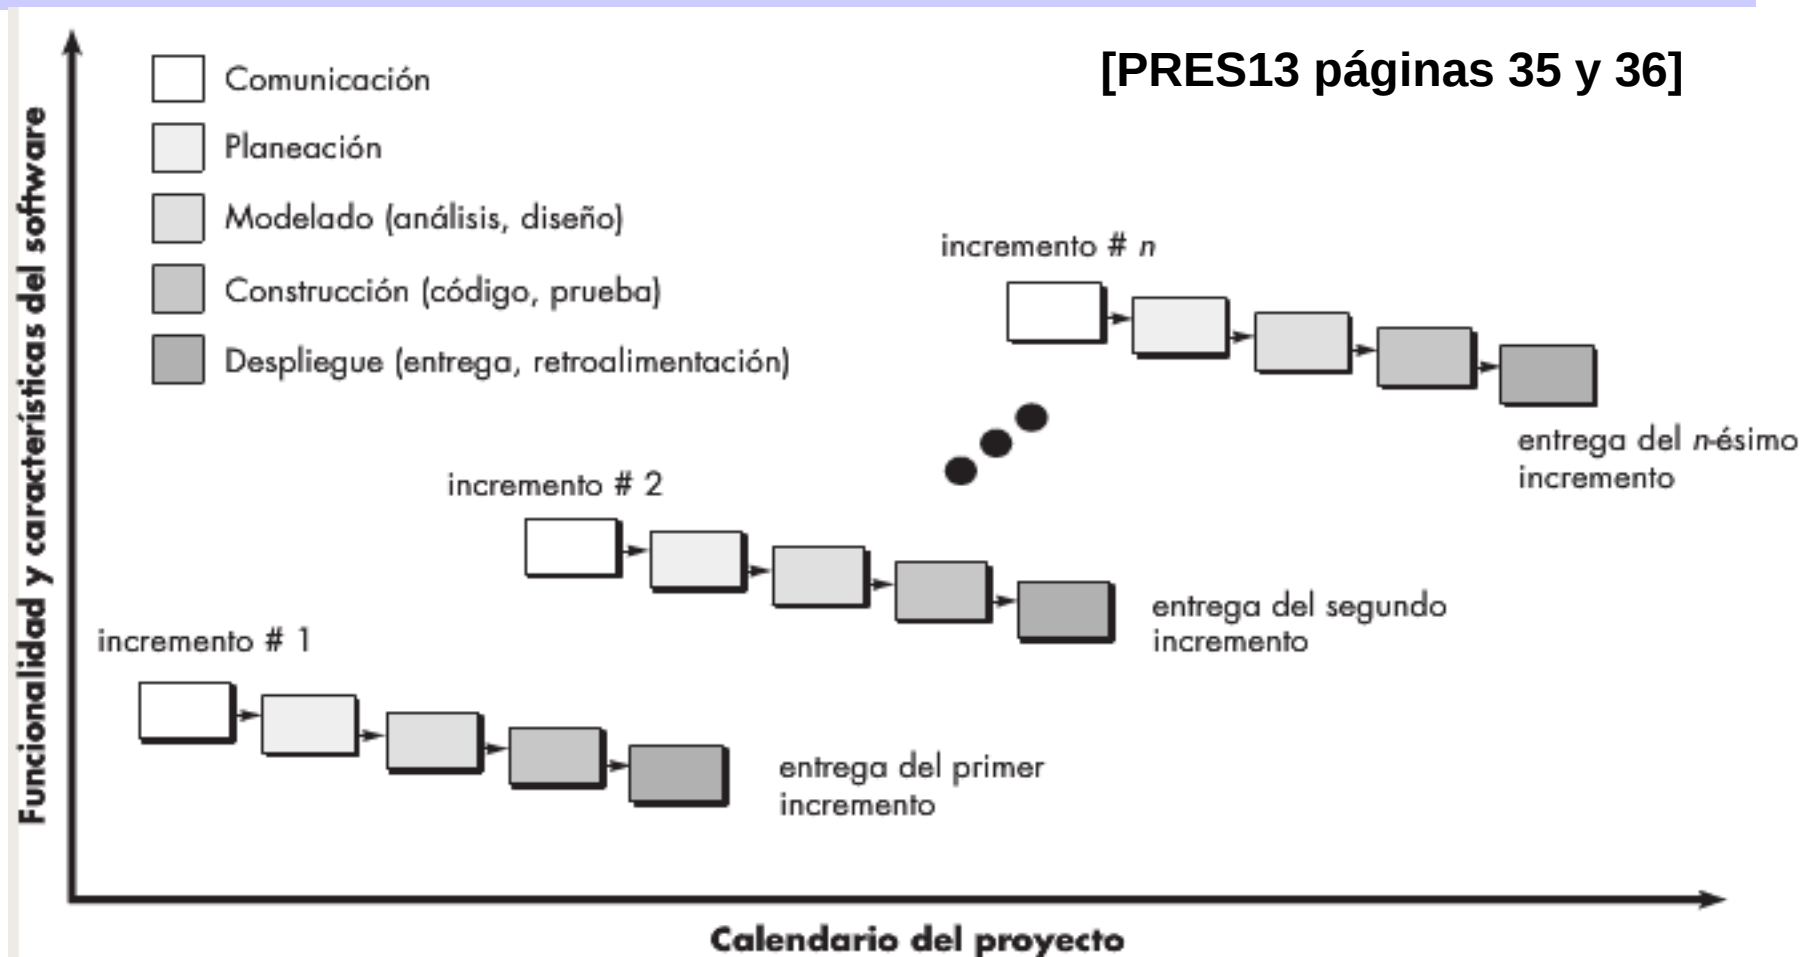 [PRES13 páginas 35 y 36]
Funcionalidad y características del software
Comunicación
Planeación
Modelado (análisis, diseño)
Construcción (código, prueba)
Despliegue (entrega, retroalimentación)
incremento # n
entrega del n-ésimo
incremento
incremento # 2
entrega del segundo
incremento
incremento # 1
entrega del primer
incremento
Calendario del proyecto